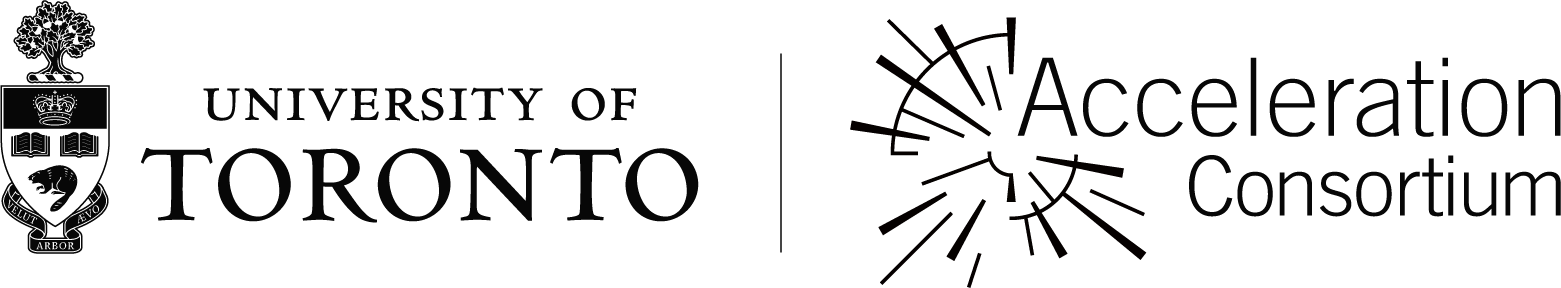 UNIVERSITY OF
TORONTO
VELUT ARBOR ÆVO
Acceleration
Consortium